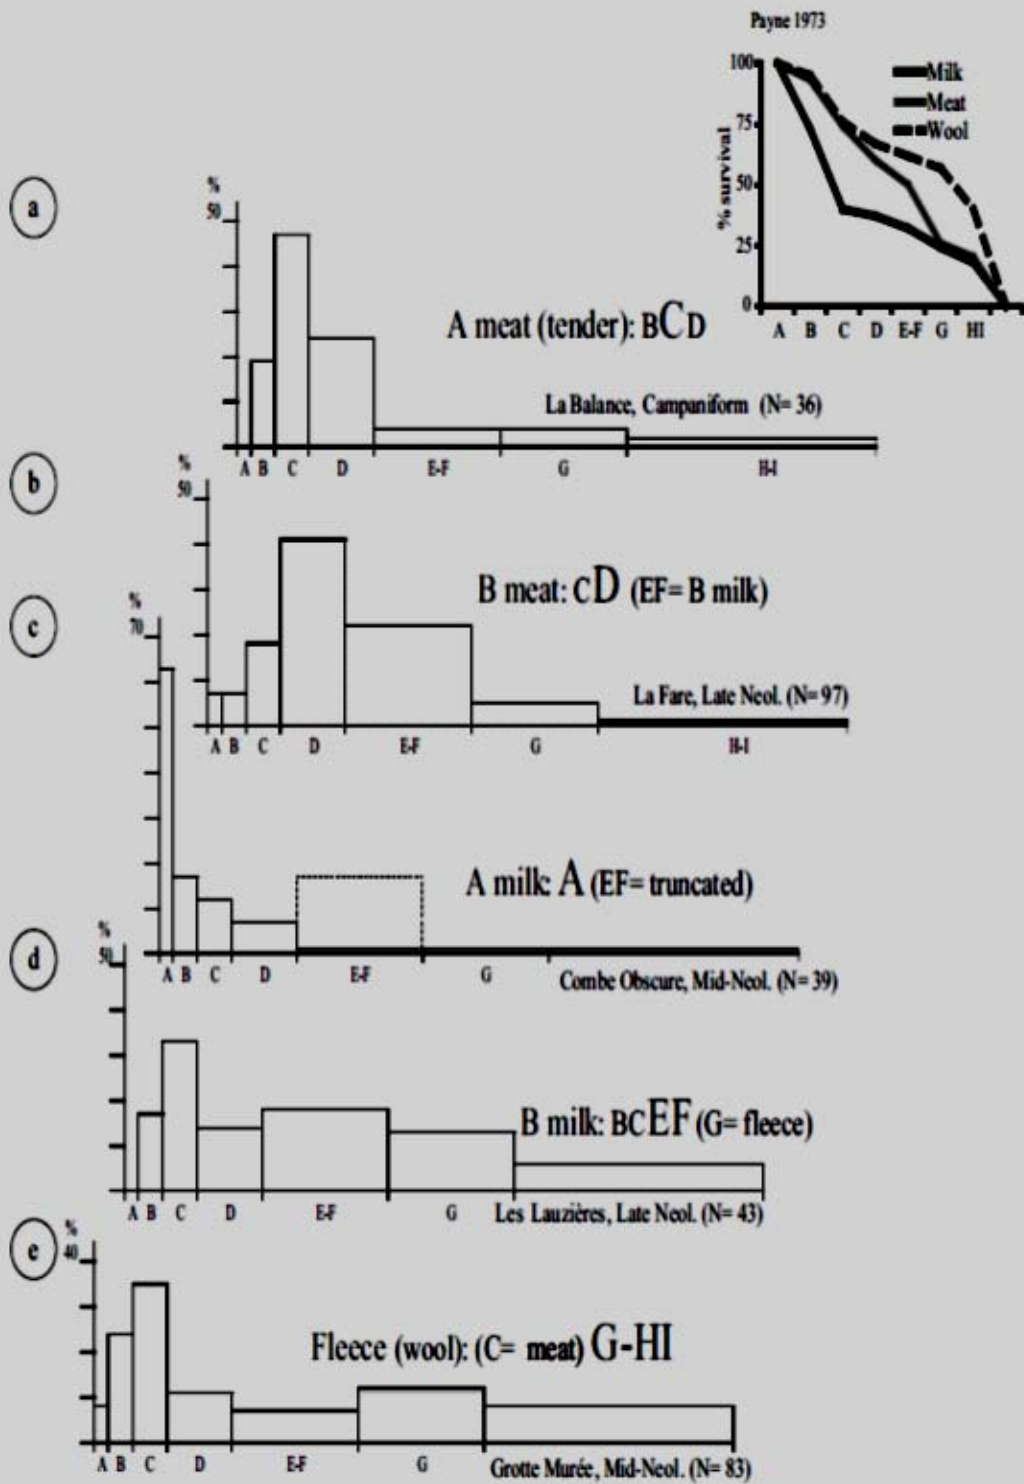 Payne 1973
100
75
50
25
0
% survival
Milk
Meat
Wool
A B C D E-F G HI
a
%
50
A meat (tender): BCD
La Balance, Campaniform (N= 36)
A B C D E-F G H-I
b
%
50
B meat: CD (EF= B milk)
La Fare, Late Neol. (N= 97)
A B C D E-F G H-I
c
%
70
A milk: A (EF= truncated)
A B C D E-F G Combe Obscure, Mid-Neol. (N= 39)
d
%
50
B milk: BCEF (G= fleece)
A B C D E-F G Les Lauzières, Late Neol. (N= 43)
e
%
40
Fleece (wool): (C= meat) G-HI
A B C D E-F G Grotte Murée, Mid-Neol. (N= 83)